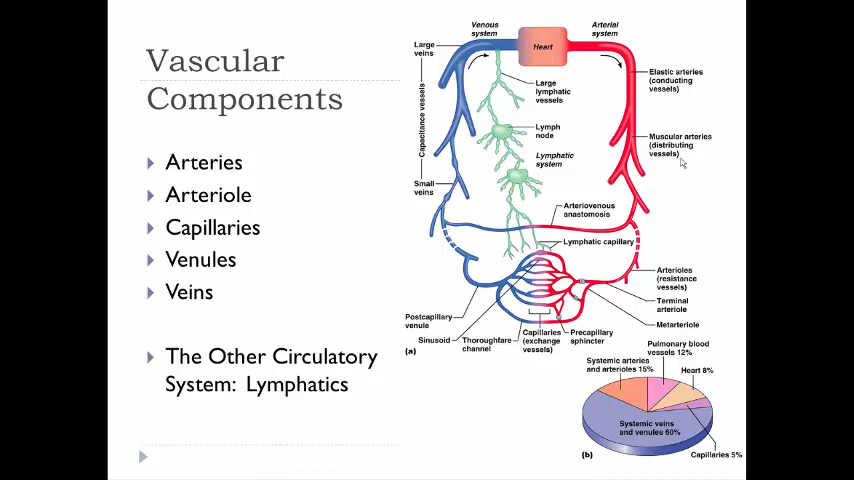 Vascular
Components
Arteries
Arteriole
Capillaries
Venules
Veins
The Other Circulatory
System: Lymphatics
Venous
system
Arterial
system
Heart
Large
veins
Capacitance vessels
Small
veins
Large
lymphatic
vessels
Lymph
node
Lymphatic
system
Elastic arteries
(conducting
vessels)
Muscular arteries
(distributing
vessels)
Arteriovenous
anastomosis
Lymphatic capillary
Arterioles
(resistance
vessels)
Terminal
arteriole
Metarteriole
Precapillary
sphincter
Capillaries
(exchange
vessels)
Thoroughfare
channel
Sinusoid
Postcapillary
venule
(a)
Pulmonary blood
vessels 12%
Systemic arteries
and arterioles 15%
Heart 8%
Systemic veins
and venules 60%
Capillaries 5%
(b)